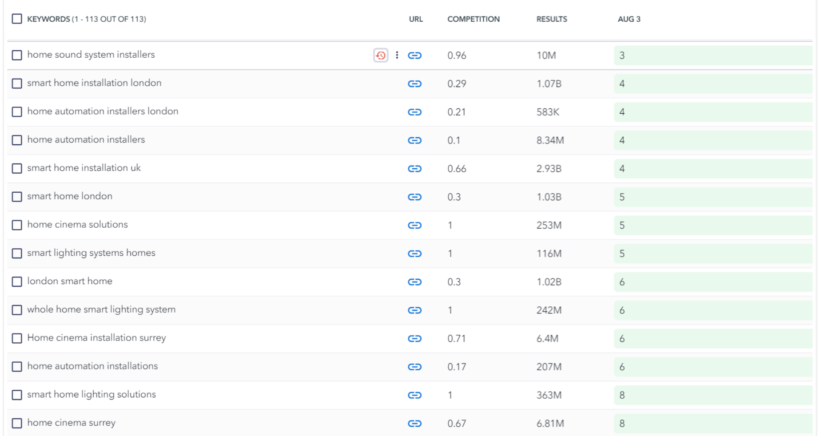 KEYWORDS (1 - 113 OUT OF 113) URL COMPETITION RESULTS AUG 3
home sound system installers 0.96 10M 3
smart home installation london 0.29 1.07B 4
home automation installers london 0.21 583K 4
home automation installers 0.1 8.34M 4
smart home installation uk 0.66 2.93B 4
smart home london 0.3 1.03B 5
home cinema solutions 1 253M 5
smart lighting systems homes 1 116M 5
london smart home 0.3 1.02B 6
whole home smart lighting system 1 242M 6
Home cinema installation surrey 0.71 6.4M 6
home automation installations 0.17 207M 6
smart home lighting solutions 1 363M 8
home cinema surrey 0.67 6.81M 8